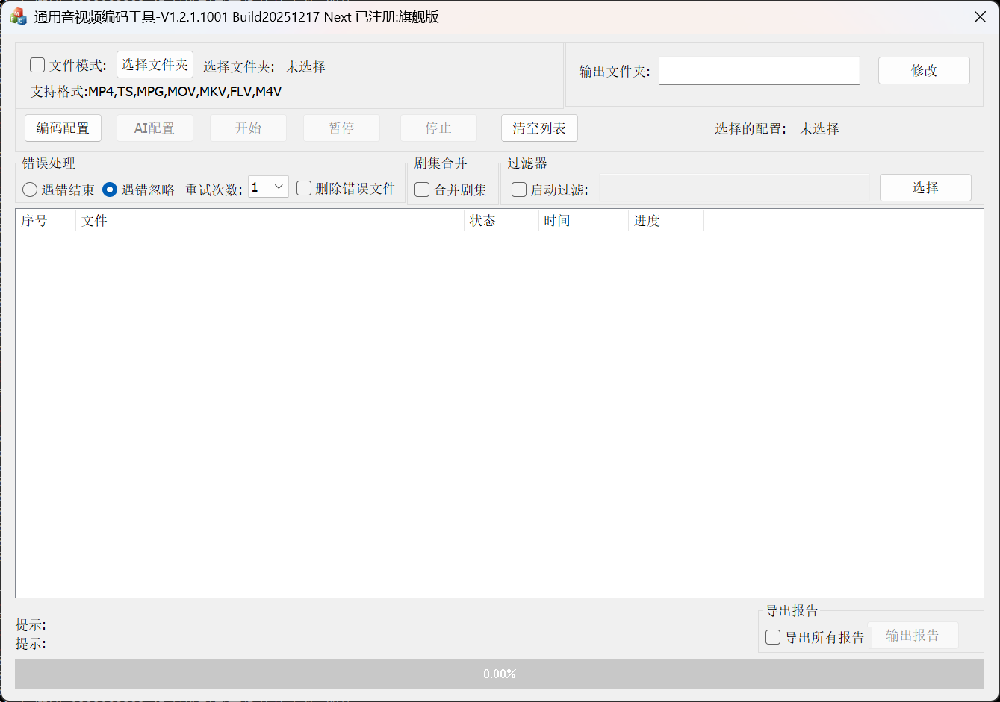 通用音视频编码工具-V1.2.1.1001 Build20251217 Next 已注册:旗舰版
文件模式: 选择文件夹 选择文件夹: 未选择
输出文件夹: 修改
支持格式:MP4,TS,MPG,MOV,MKV,FLV,M4V
编码配置 AI配置 开始 暂停 停止 清空列表 选择的配置: 未选择
错误处理 剧集合并 过滤器
遇错结束 遇错忽略 重试次数: 1 删除错误文件 合并剧集 启动过滤: 选择
序号 文件 状态 时间 进度
导出报告
提示:
导出所有报告 输出报告
提示:
0.00%